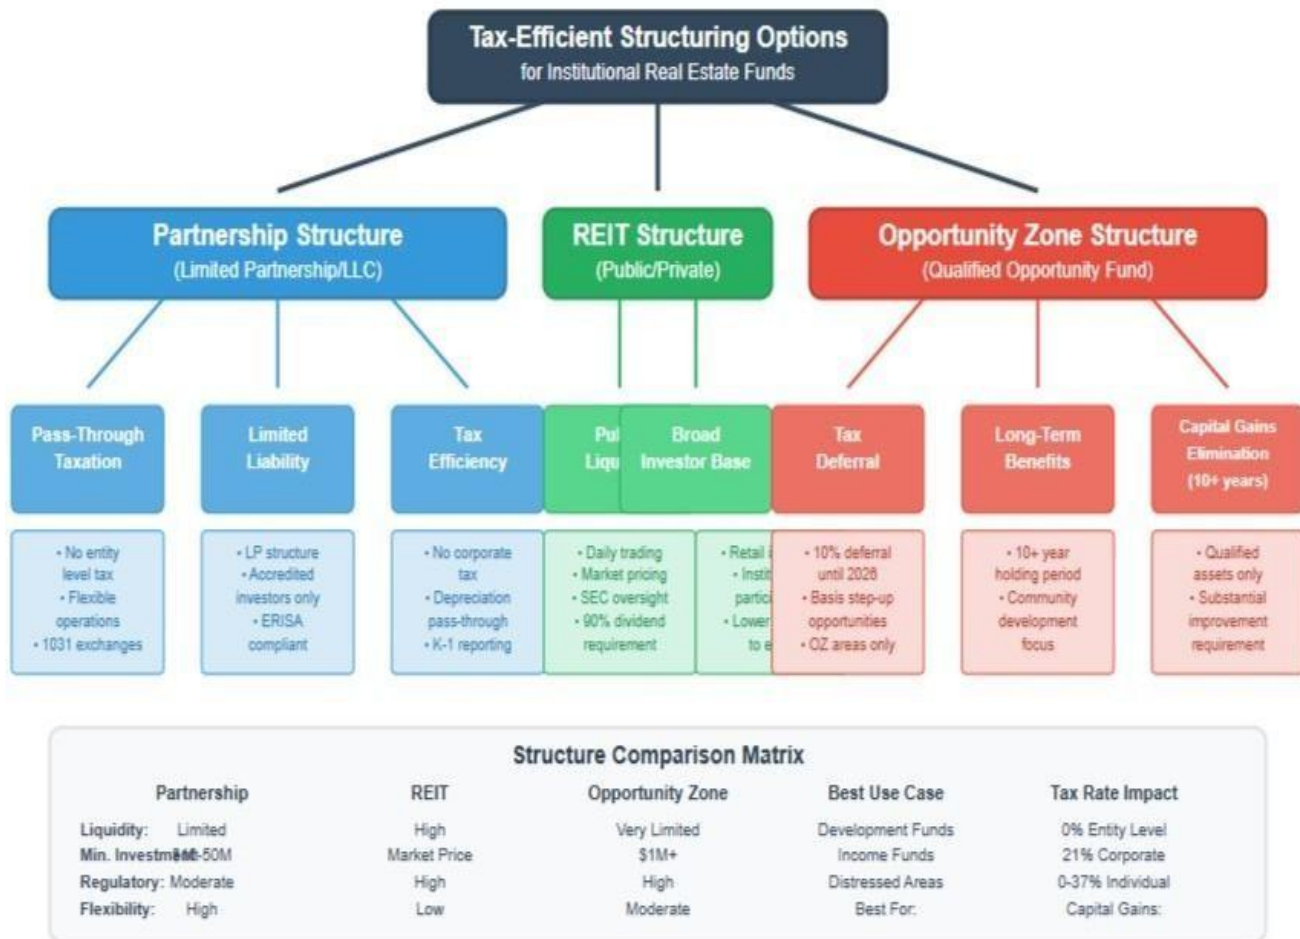 Tax-Efficient Structuring Options
for Institutional Real Estate Funds
Partnership Structure
(Limited Partnership/LLC)
REIT Structure
(Public/Private)
Opportunity Zone Structure
(Qualified Opportunity Fund)
Pass-Through
Taxation
Limited
Liability
Tax
Efficiency
Broad
Investor Base
Tax
Deferral
Long-Term
Benefits
Capital Gains
Elimination
(10+ years)
• No entity
level tax
• Flexible
operations
• 1031 exchanges
• LP structure
• Accredited
investors only
• ERISA
compliant
• No corporate
tax
• Depreciation
pass-through
• K-1 reporting
• Daily trading
• Market pricing
• SEC oversight
• 90% dividend
requirement
• Retail
• Lower
• 10% deferral
until 2026
• Basis step-up
opportunities
• OZ areas only
• 10+ year
holding period
• Community
development
focus
• Qualified
assets only
• Substantial
improvement
requirement
Structure Comparison Matrix
Partnership REIT Opportunity Zone Best Use Case Tax Rate Impact
Liquidity: Limited High Very Limited Development Funds 0% Entity Level
Min. -50M Market Price $1M+ Income Funds 21% Corporate
Regulatory: Moderate High High Distressed Areas 0-37% Individual
Flexibility: High Low Moderate Best For: Capital Gains: